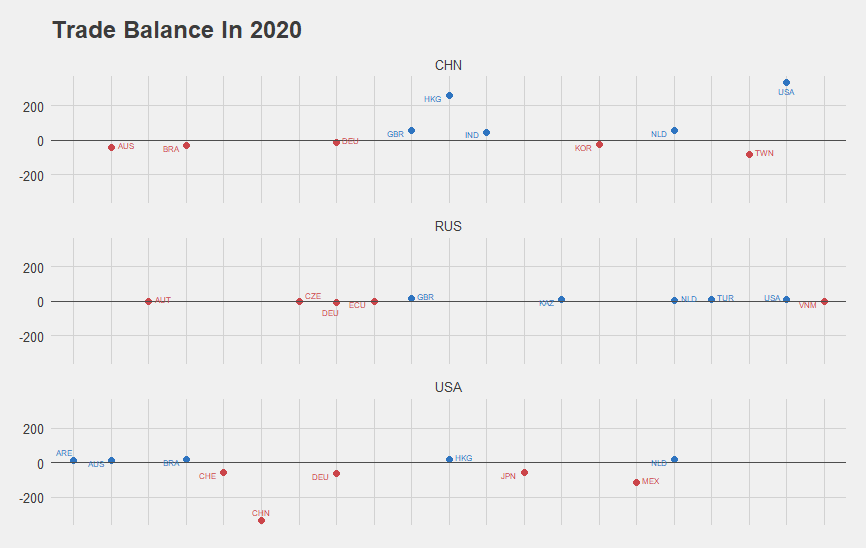 Trade Balance In 2020
CHN
200
0
-200
AUS
BRA
DEU
GBR
HKG
IND
KOR
NLD
TWN
USA
RUS
200
0
-200
AUT
CZE
DEU
ECU
GBR
KAZ
NLD
TUR
USA
VNM
USA
200
0
-200
ARE
AUS
BRA
CHE
CHN
DEU
HKG
JPN
MEX
NLD